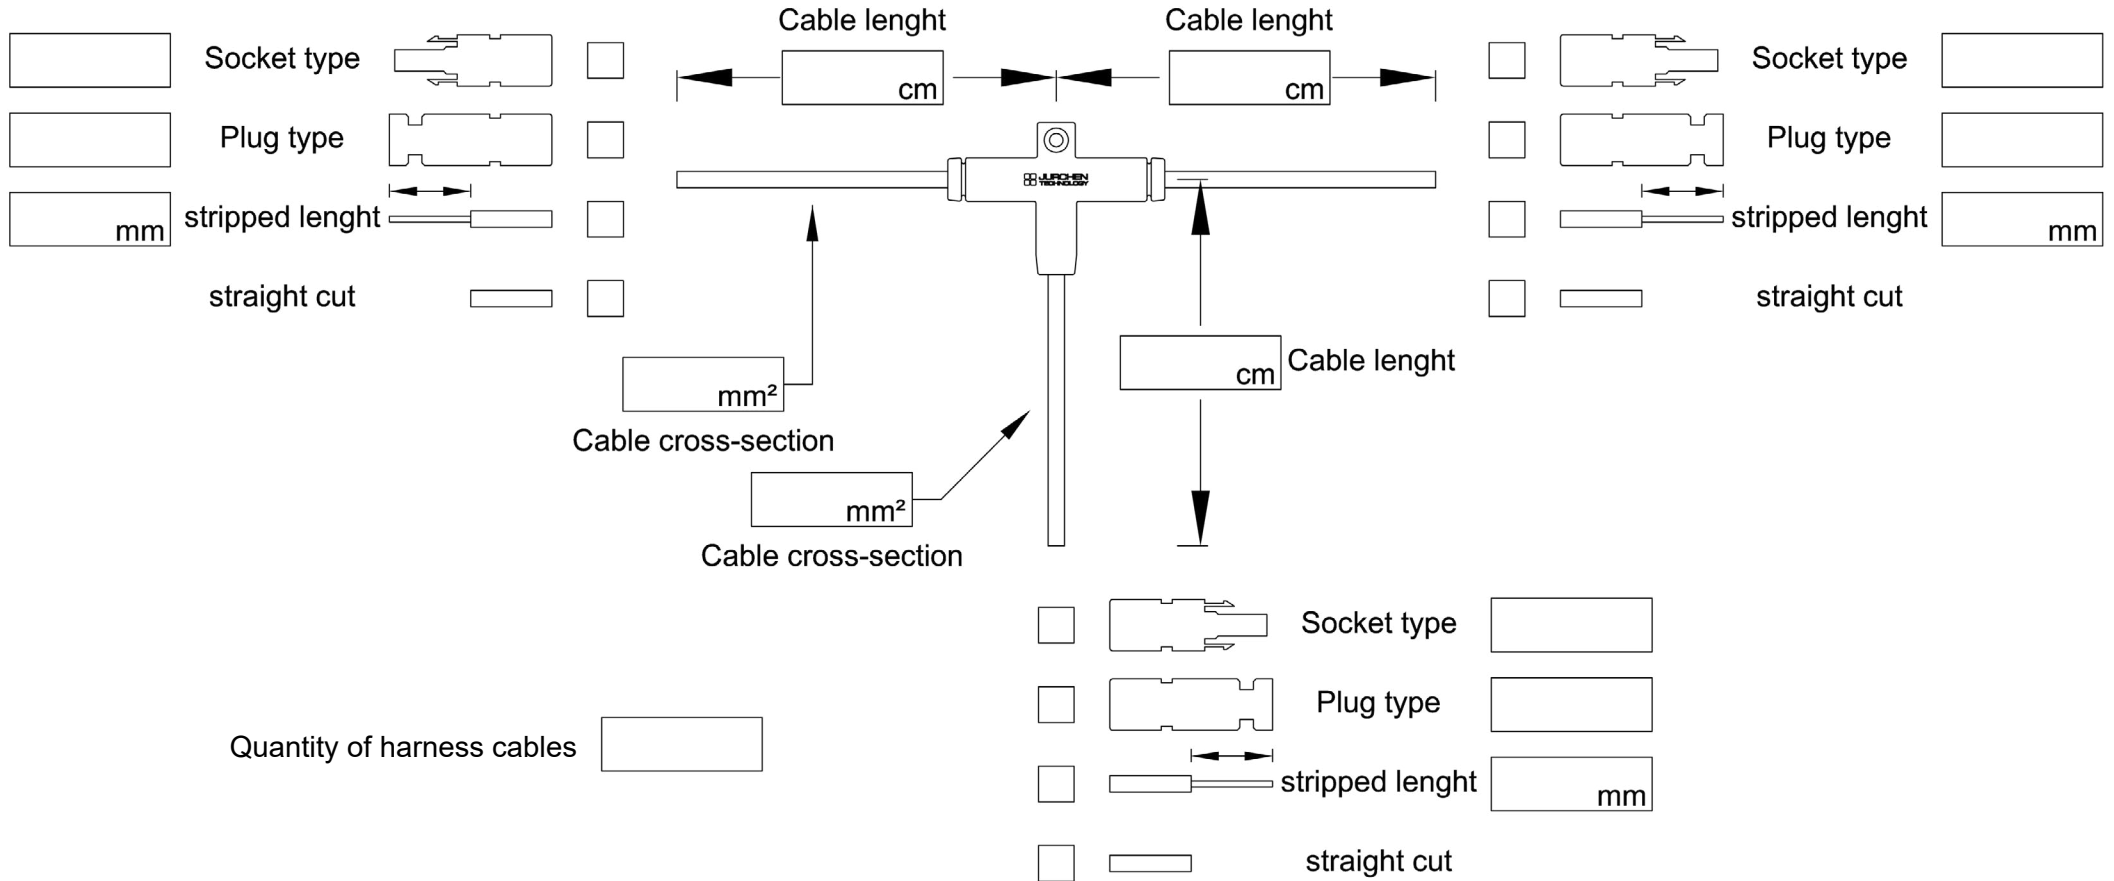 Cable lenght
Cable lenght
Socket type
cm
cm
Socket type
Plug type
Plug type
JURCHEN
TECHNOLOGY
mm
stripped lenght
stripped lenght
mm
straight cut
straight cut
cm
Cable lenght
mm²
Cable cross-section
mm²
Cable cross-section
Socket type
Plug type
Quantity of harness cables
stripped lenght
mm
straight cut